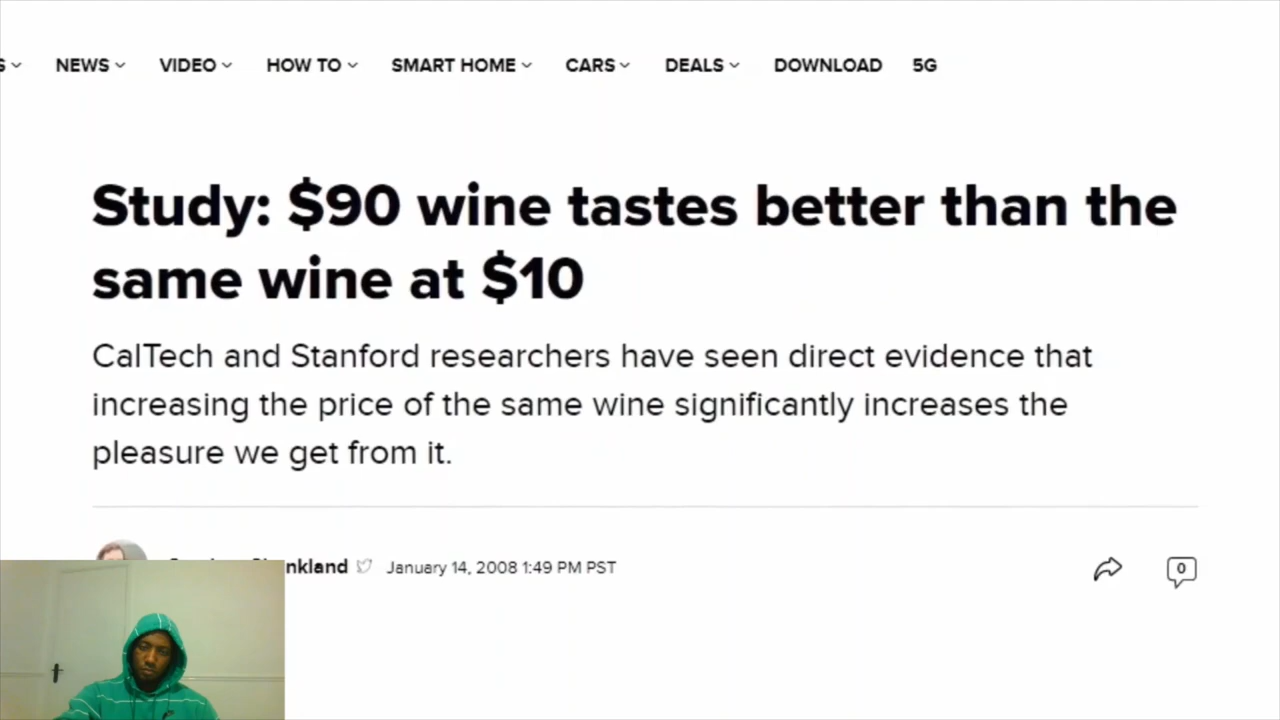 NEWS VIDEO HOW TO SMART HOME CARS DEALS DOWNLOAD 5G
Study: $90 wine tastes better than the
same wine at $10
CalTech and Stanford researchers have seen direct evidence that
increasing the price of the same wine significantly increases the
pleasure we get from it.
nkland January 14, 2008 1:49 PM PST
0